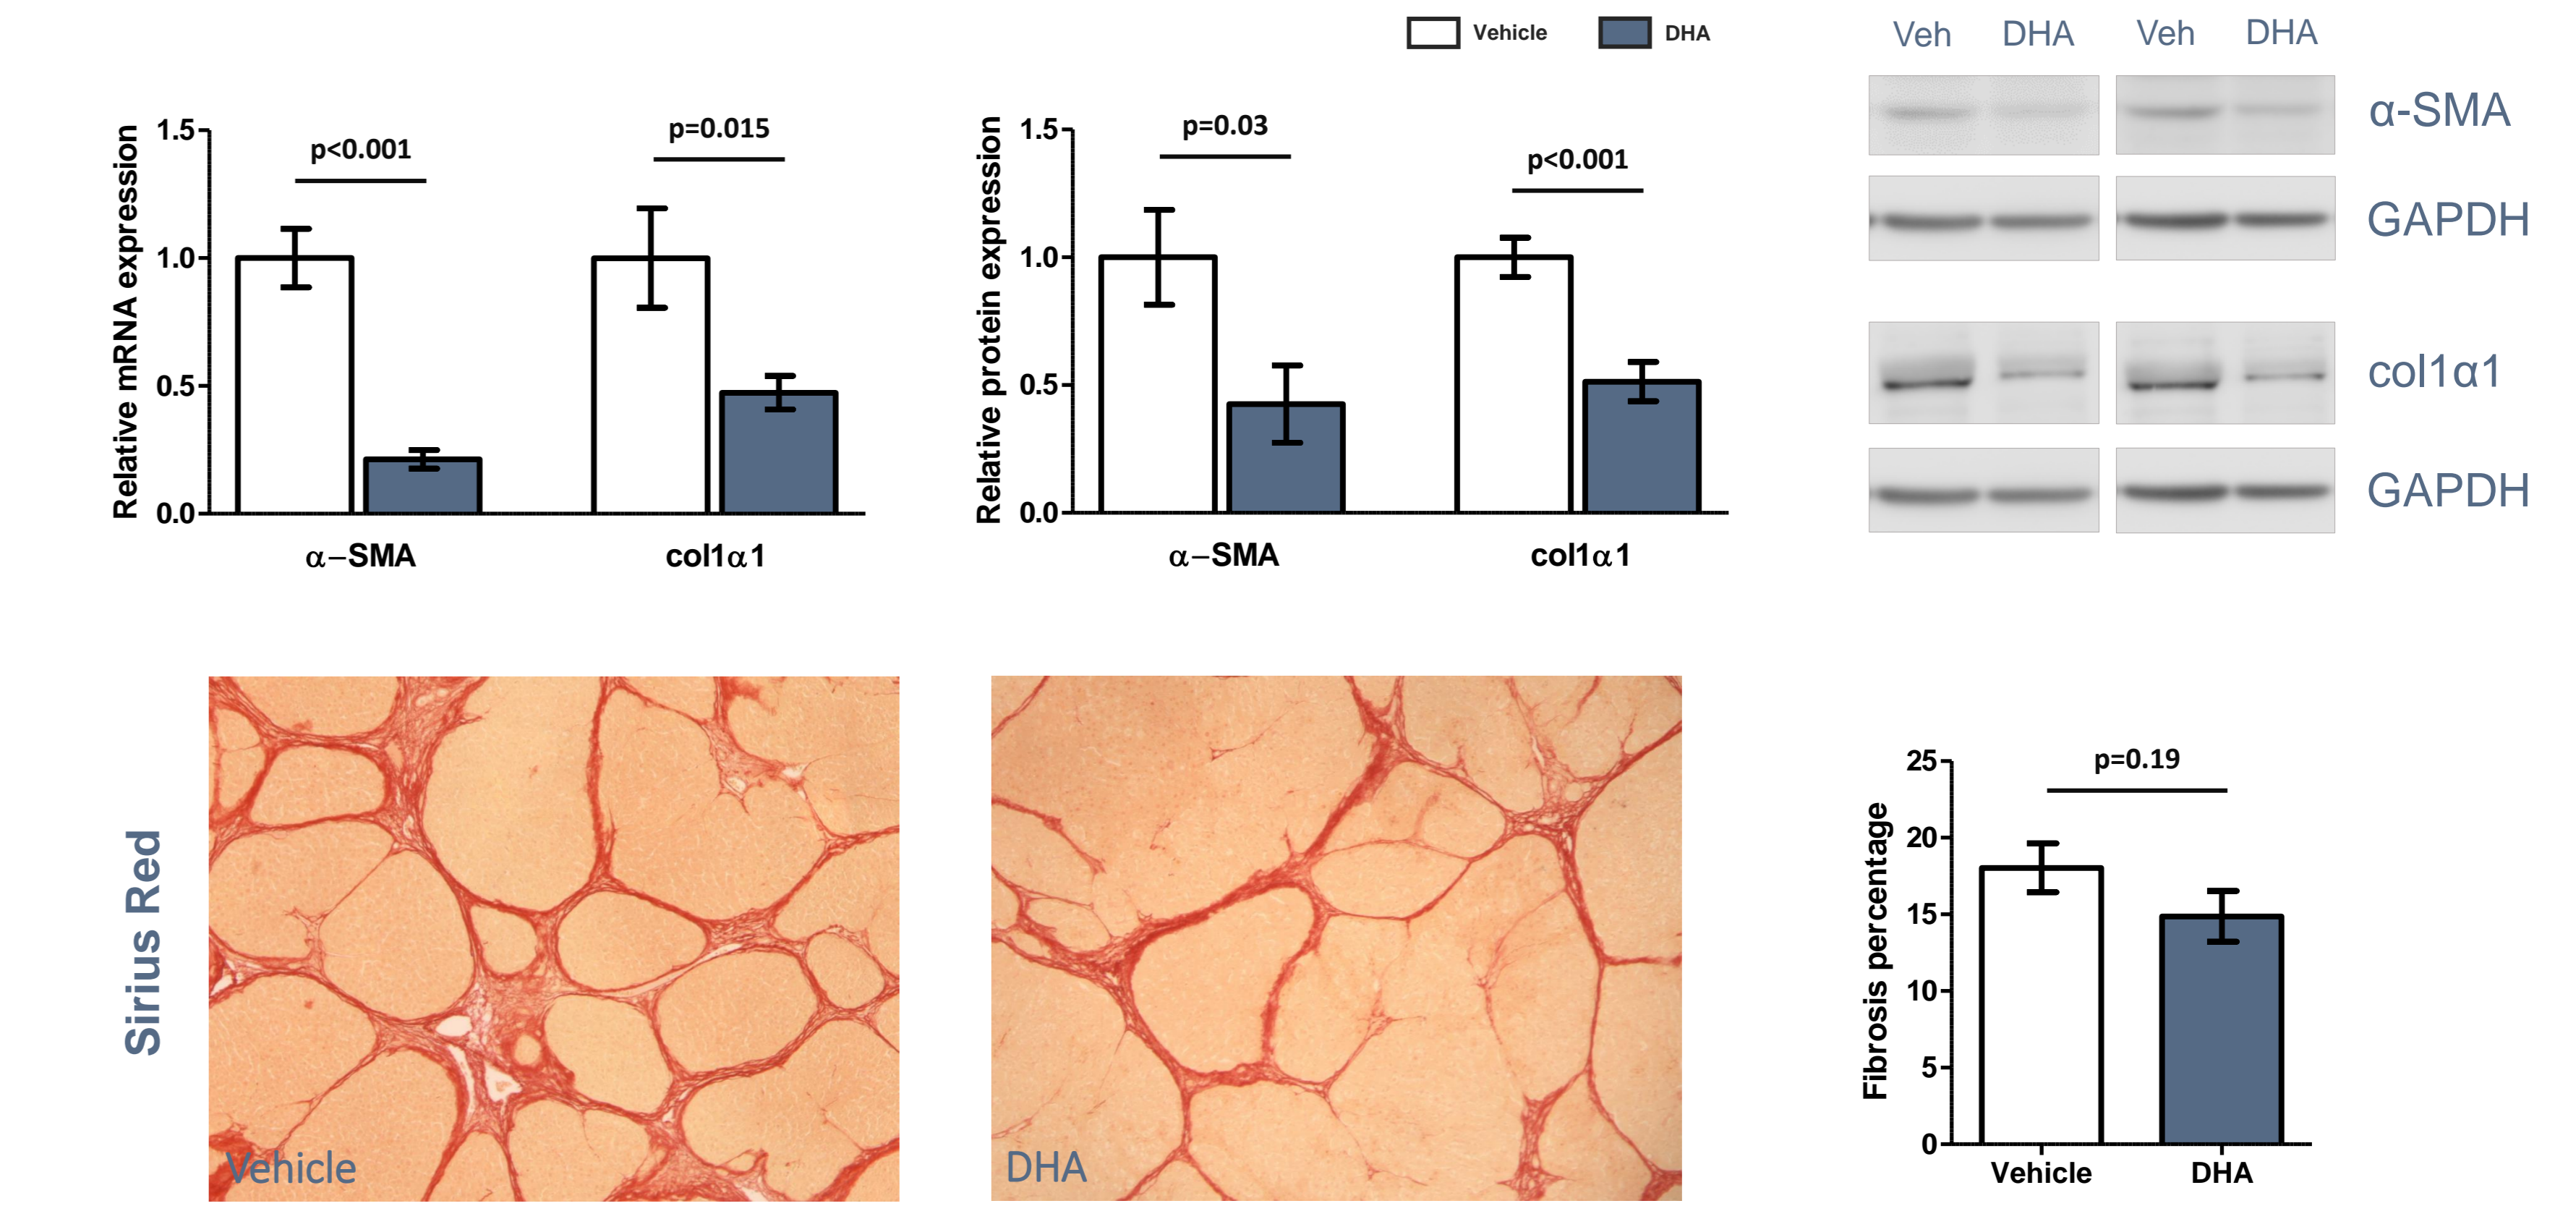 Vehicle DHA
Relative mRNA expression
1.5
1.0
0.5
0.0
p<0.001
p=0.015
α–SMA col1α1
Relative protein expression
1.5
1.0
0.5
0.0
p=0.03
p<0.001
α–SMA col1α1
Veh DHA Veh DHA
α-SMA
GAPDH
col1α1
GAPDH
Sirius Red
Vehicle
DHA
Fibrosis percentage
25
20
15
10
5
0
p=0.19
Vehicle DHA